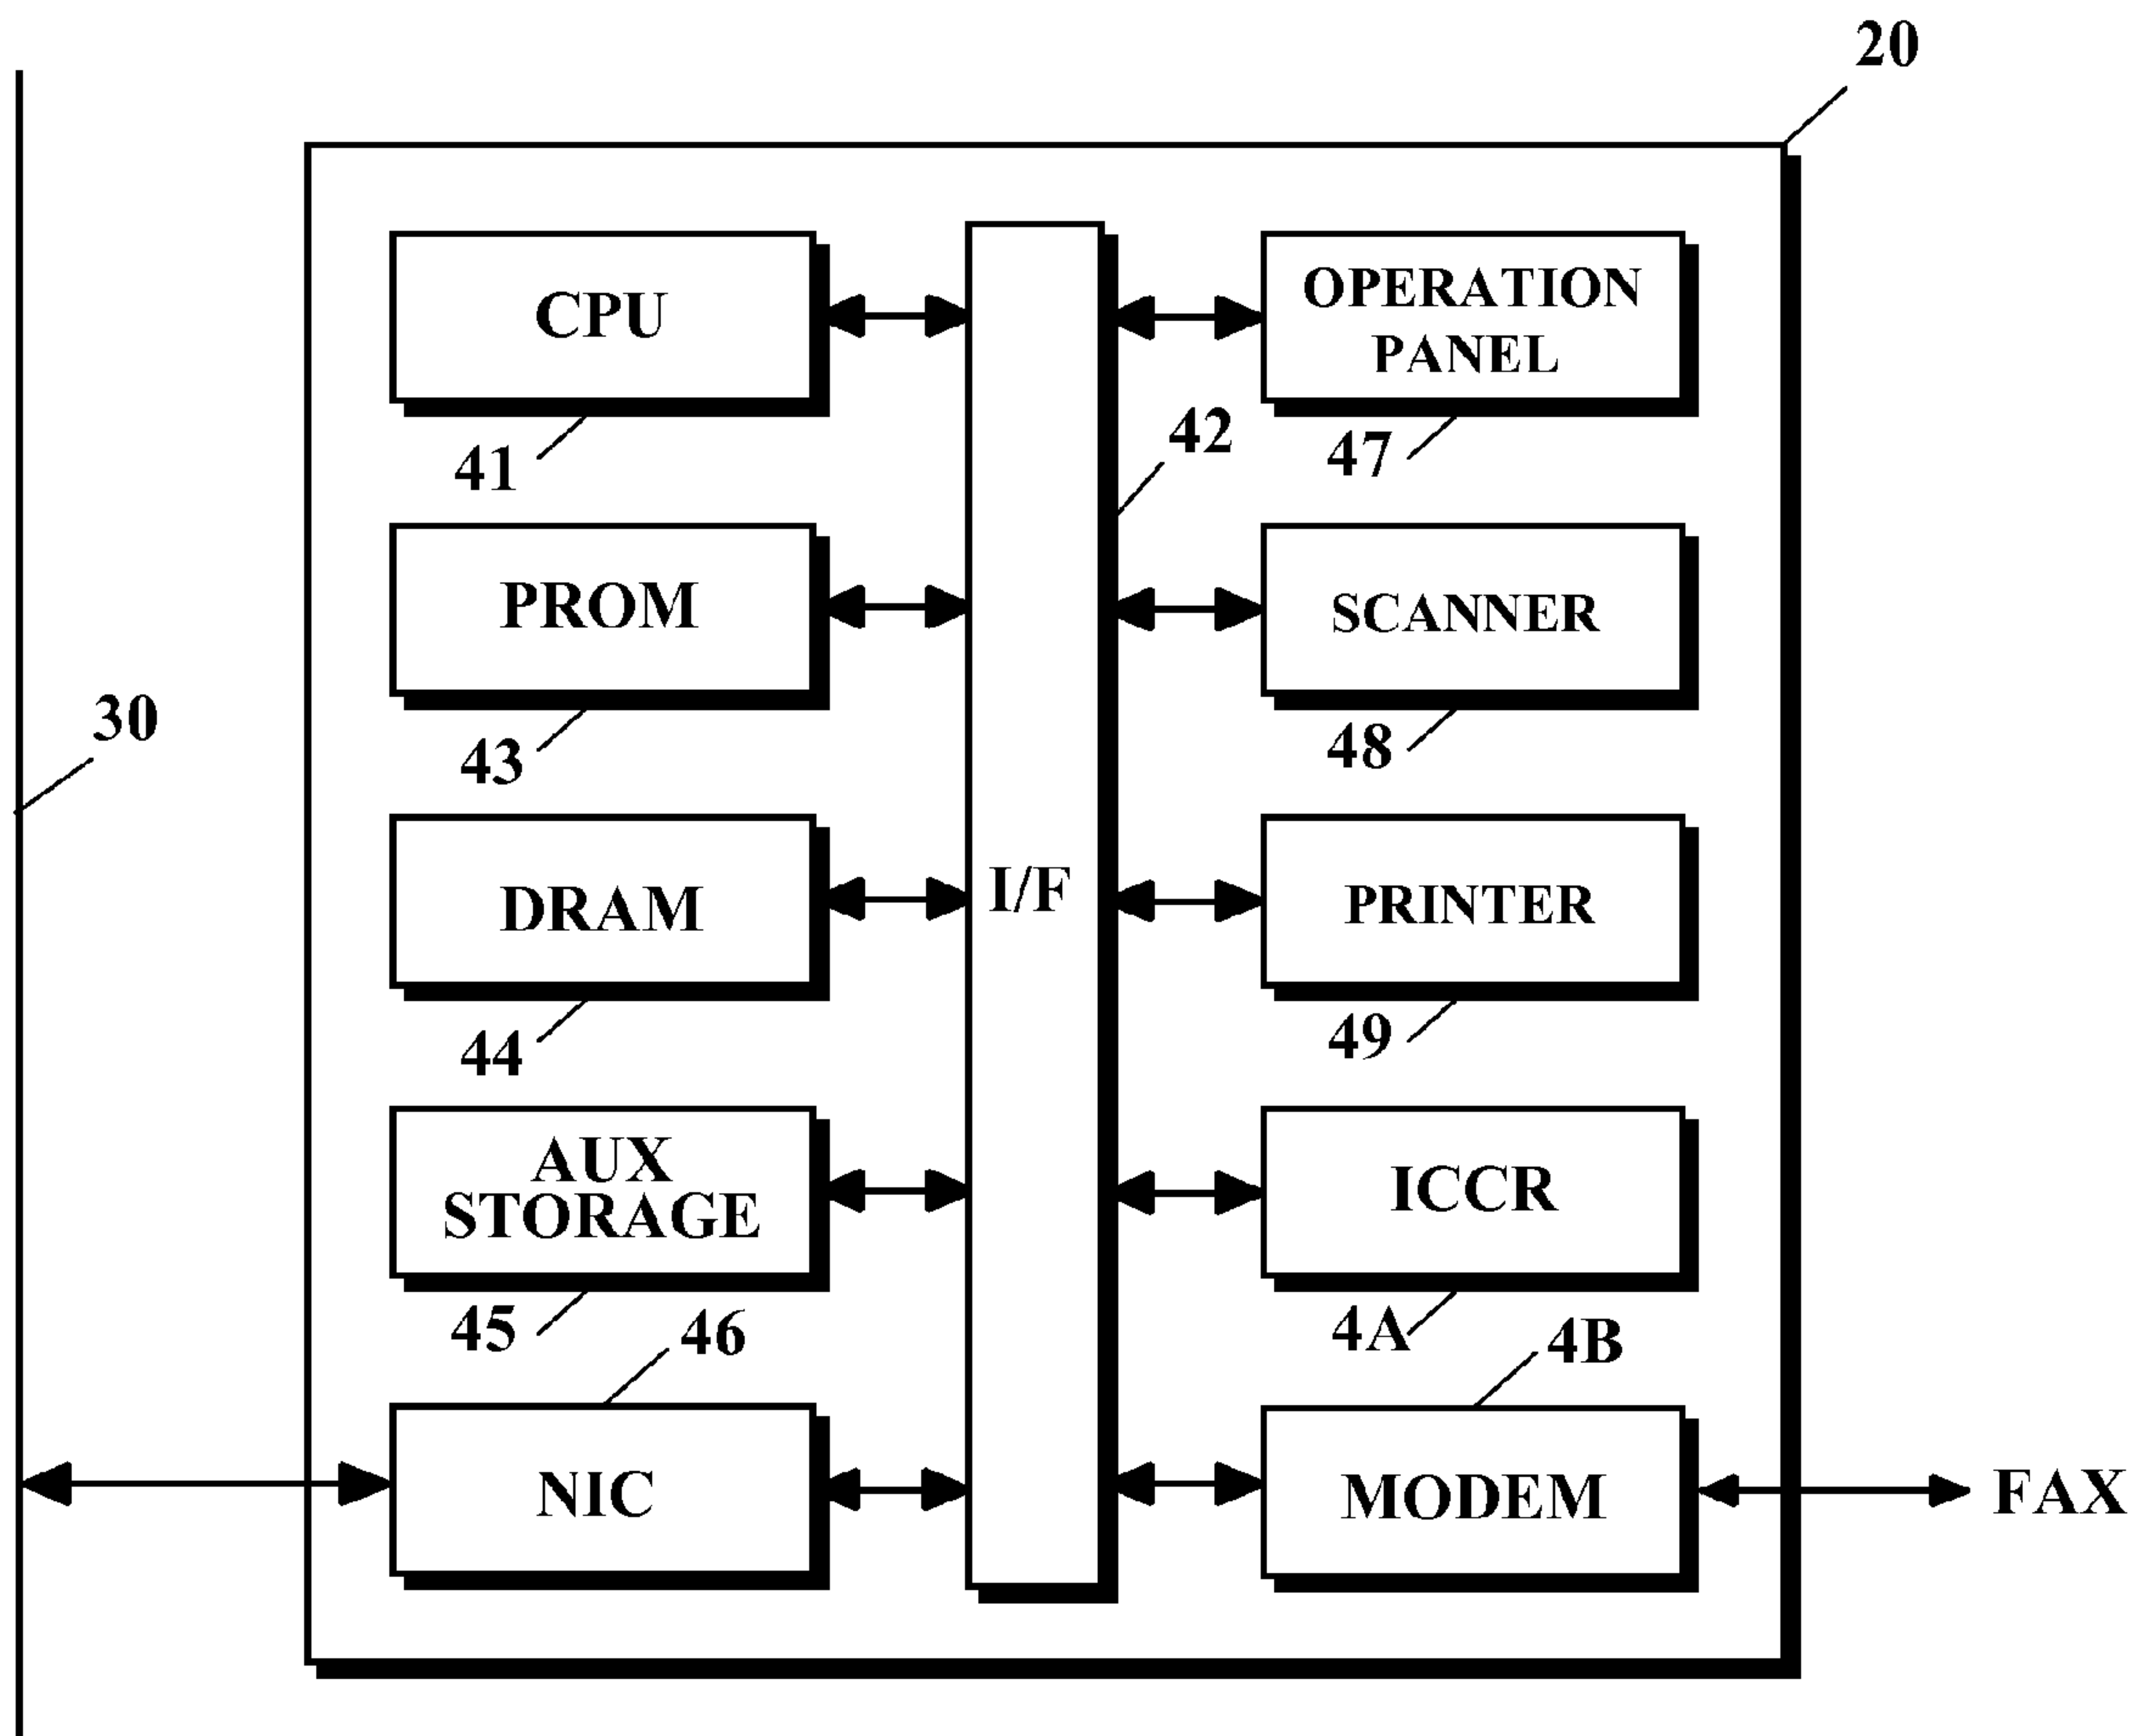 20
CPU
OPERATION
PANEL
41
42
47
PROM
SCANNER
30
43
48
DRAM
I/F
PRINTER
44
49
AUX
STORAGE
ICCR
45
46
4A
4B
NIC
MODEM
FAX